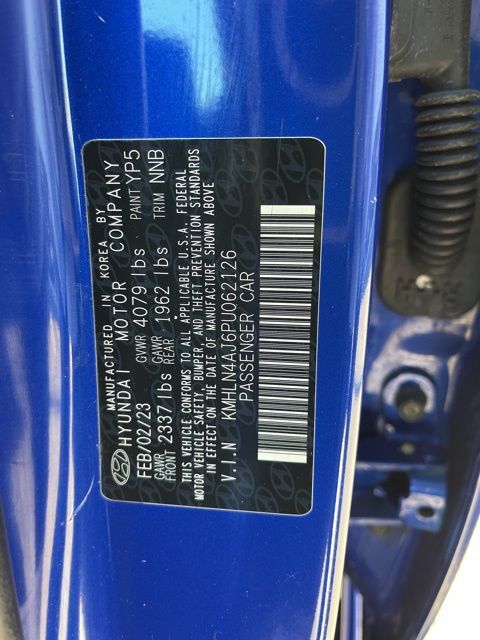 MANUFACTURED IN KOREA BY
HYUNDAI MOTOR COMPANY
FEB/02/23 GVWR 4079 lbs PAINT YP5
GAWR FRONT 2337 lbs GAWR REAR 1962 lbs TRIM NNB
THIS VEHICLE CONFORMS TO ALL APPLICABLE U.S.A. FEDERAL
MOTOR VEHICLE SAFETY, BUMPER, AND THEFT PREVENTION STANDARDS
IN EFFECT ON THE DATE OF MANUFACTURE SHOWN ABOVE
V.I.N KMHLN4AJ6PU062126
PASSENGER CAR